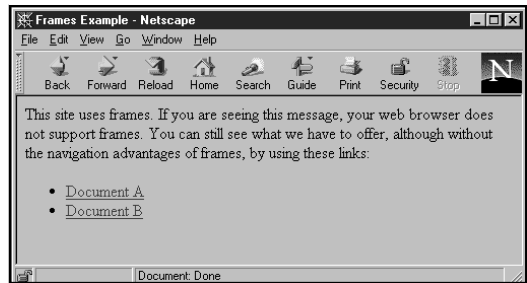 Frames Example - Netscape
File Edit View Go Window Help
Back Forward Reload Home Search Guide Print Security Stop
N
This site uses frames. If you are seeing this message, your web browser does
not support frames. You can still see what we have to offer, although without
the navigation advantages of frames, by using these links:
• Document A
• Document B
Document: Done